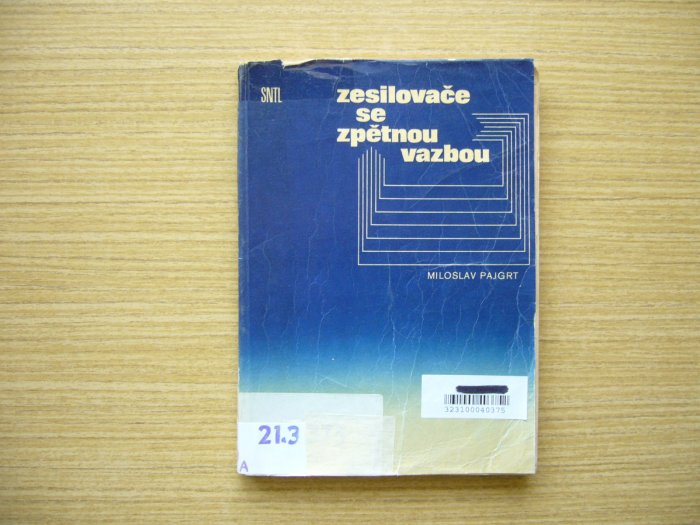 SNTL
zesilovače
se
zpětnou
vazbou
MILOSLAV PAJGRT
323100040375
21.3
A